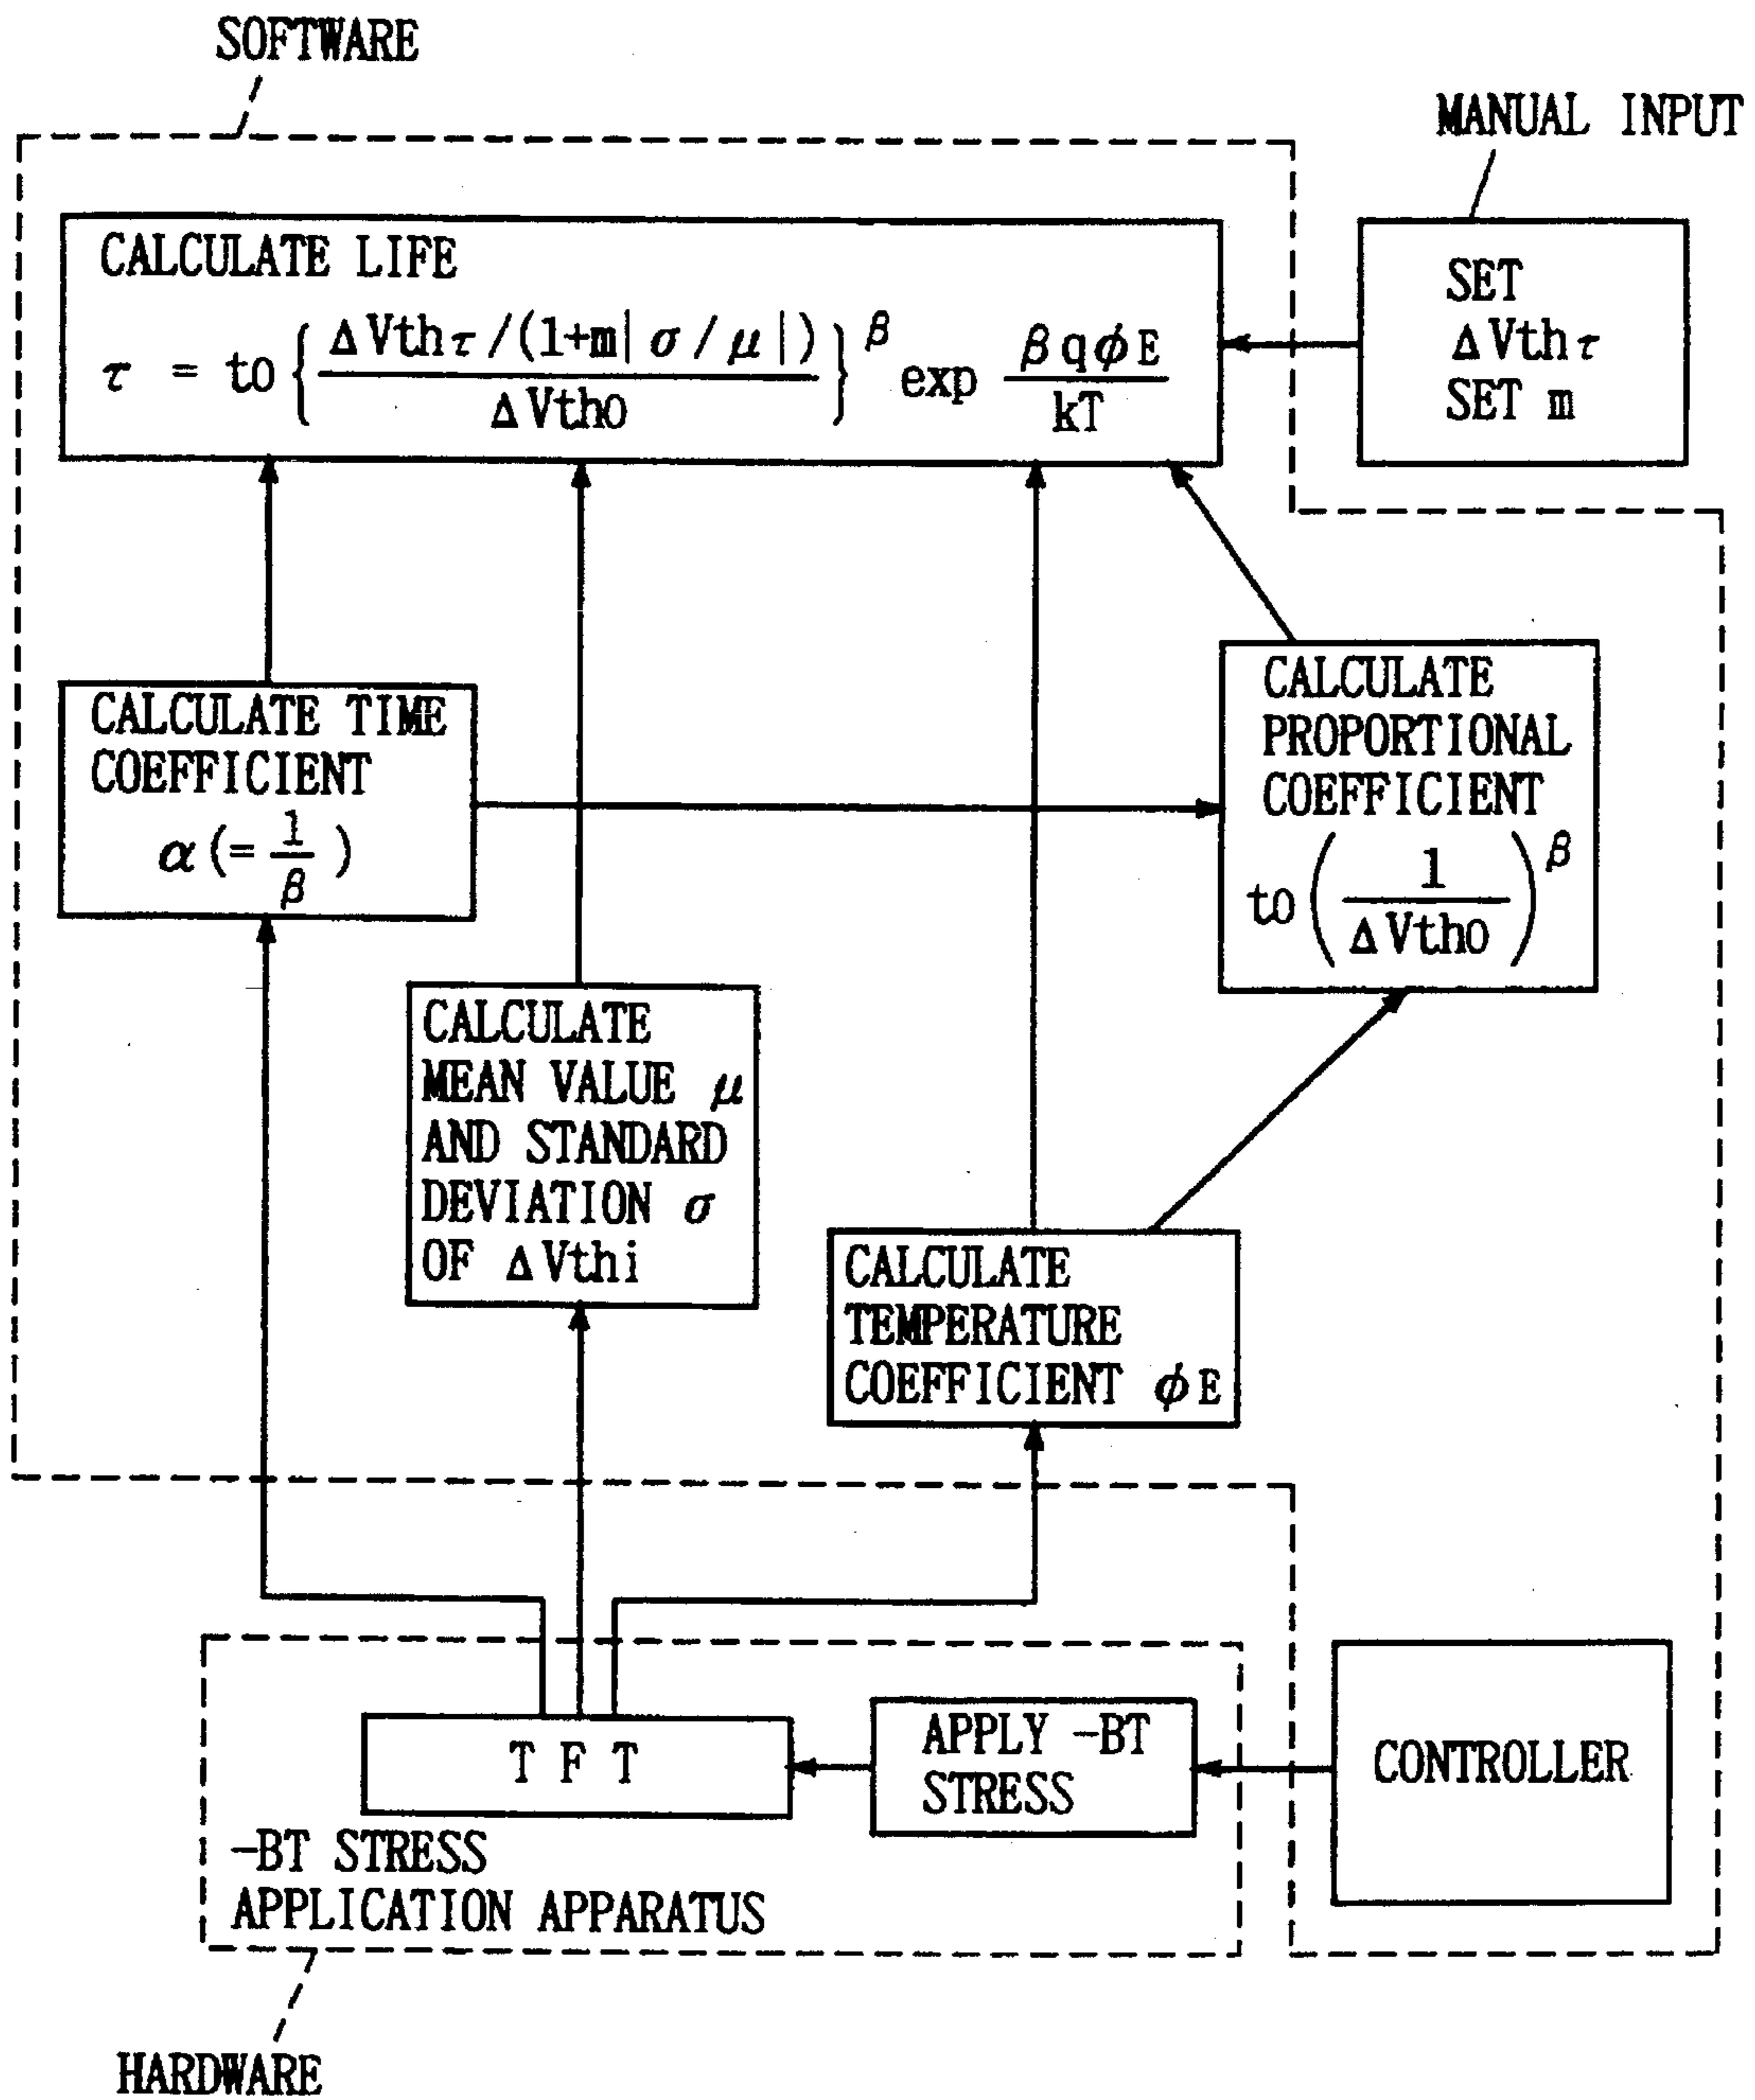 SOFTWARE
MANUAL INPUT
CALCULATE LIFE
τ = to { ΔVthτ/(1+m|σ/μ|) / ΔVtho }^β exp βqφE / kT
SET
ΔVthτ
SET m
CALCULATE TIME
COEFFICIENT
α(=1/β)
CALCULATE
PROPORTIONAL
COEFFICIENT
to(1/ΔVtho)^β
CALCULATE
MEAN VALUE μ
AND STANDARD
DEVIATION σ
OF ΔVthi
CALCULATE
TEMPERATURE
COEFFICIENT φE
TFT
APPLY -BT
STRESS
CONTROLLER
-BT STRESS
APPLICATION APPARATUS
HARDWARE